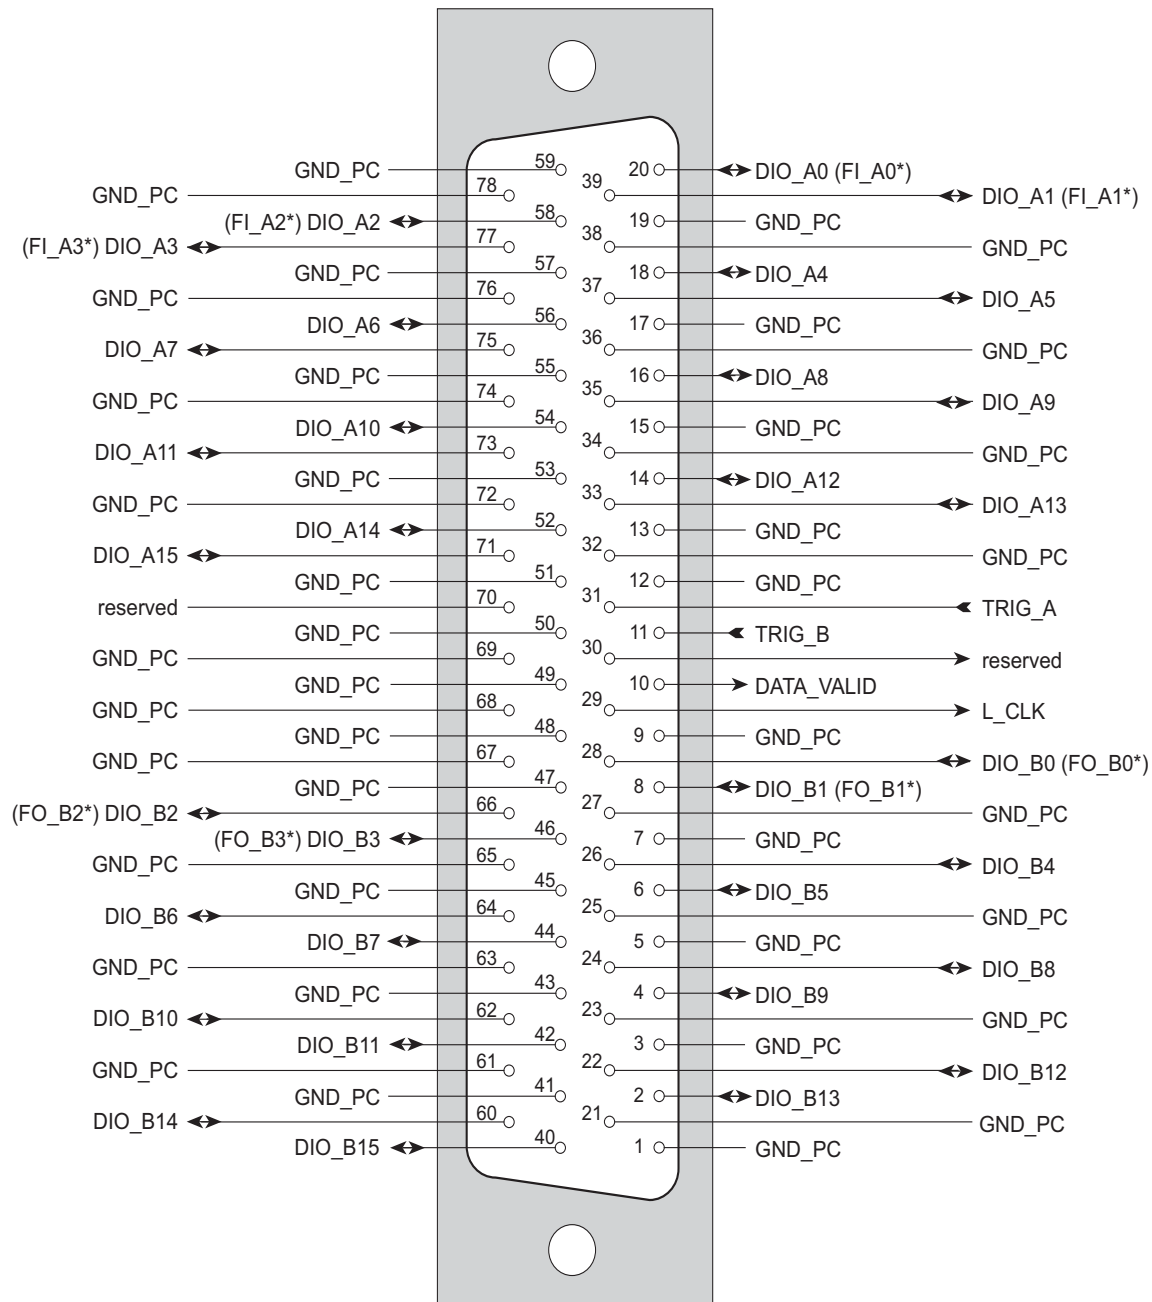 GND_PC 59 20 DIO_A0 (FI_A0*)
GND_PC 78 39 DIO_A1 (FI_A1*)
(FI_A2*) DIO_A2 58 19 GND_PC
(FI_A3*) DIO_A3 77 38 GND_PC
GND_PC 57 18 DIO_A4
GND_PC 76 37 DIO_A5
DIO_A6 56 17 GND_PC
DIO_A7 75 36 GND_PC
GND_PC 55 16 DIO_A8
GND_PC 74 35 DIO_A9
DIO_A10 54 15 GND_PC
DIO_A11 73 34 GND_PC
GND_PC 53 14 DIO_A12
GND_PC 72 33 DIO_A13
DIO_A14 52 13 GND_PC
DIO_A15 71 32 GND_PC
GND_PC 51 12 GND_PC
reserved 70 31 TRIG_A
GND_PC 50 11 TRIG_B
GND_PC 69 30 reserved
GND_PC 49 10 DATA_VALID
GND_PC 68 29 L_CLK
GND_PC 48 9 GND_PC
GND_PC 67 28 DIO_B0 (FO_B0*)
GND_PC 47 8 DIO_B1 (FO_B1*)
(FO_B2*) DIO_B2 66 27 GND_PC
(FO_B3*) DIO_B3 46 7 GND_PC
GND_PC 65 26 DIO_B4
GND_PC 45 6 DIO_B5
DIO_B6 64 25 GND_PC
DIO_B7 44 5 GND_PC
GND_PC 63 24 DIO_B8
GND_PC 43 4 DIO_B9
DIO_B10 62 23 GND_PC
DIO_B11 42 3 GND_PC
GND_PC 61 22 DIO_B12
GND_PC 41 2 DIO_B13
DIO_B14 60 21 GND_PC
DIO_B15 40 1 GND_PC